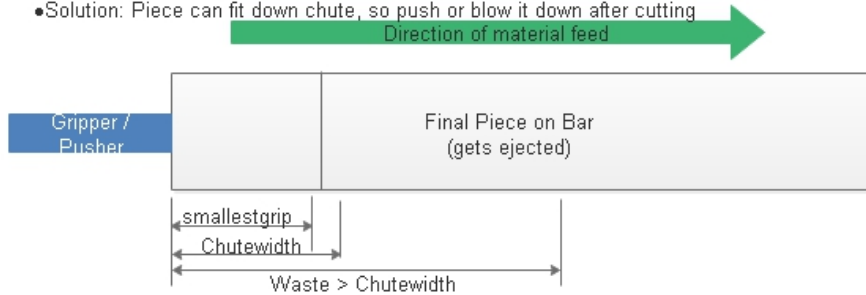 •Solution: Piece can fit down chute, so push or blow it down after cutting
Direction of material feed
Gripper /
Pusher
Final Piece on Bar
(gets ejected)
smallestgrip
Chutewidth
Waste > Chutewidth